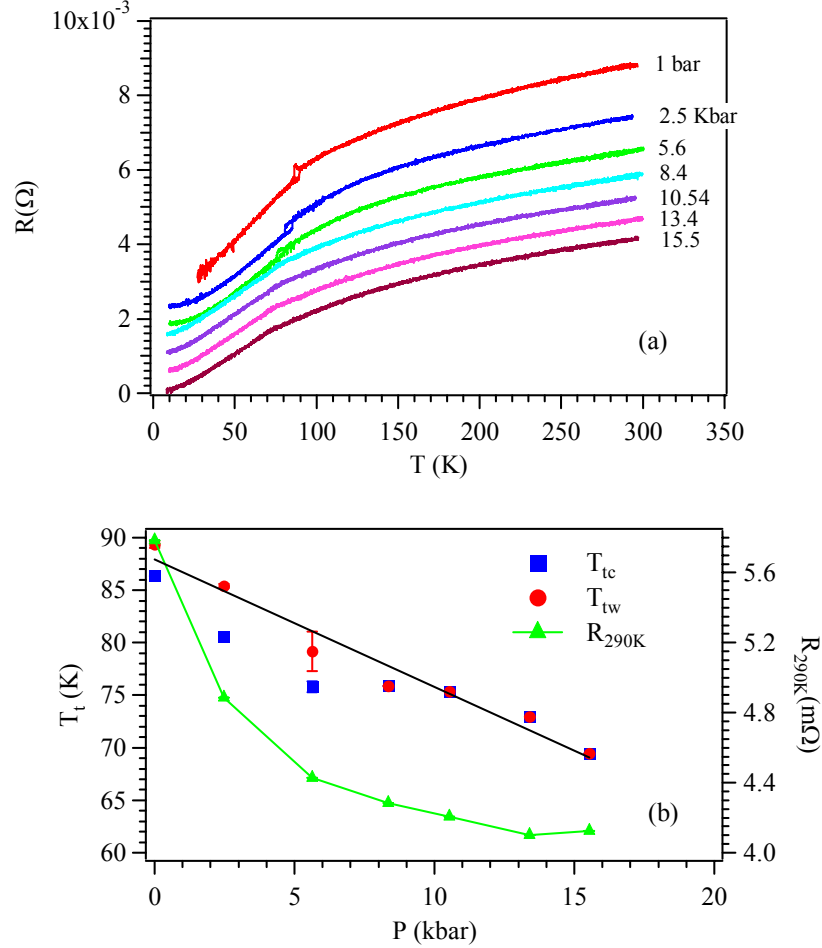 10x10⁻³
8
6
4
2
0
R(Ω)
1 bar
2.5 Kbar
5.6
8.4
10.54
13.4
15.5
(a)
0 50 100 150 200 250 300 350
T (K)
90
85
80
75
70
65
60
T_t (K)
T_tc
T_tw
R_290K
5.6
5.2
4.8
4.4
4.0
R_290K(mΩ)
(b)
0 5 10 15 20
P (kbar)